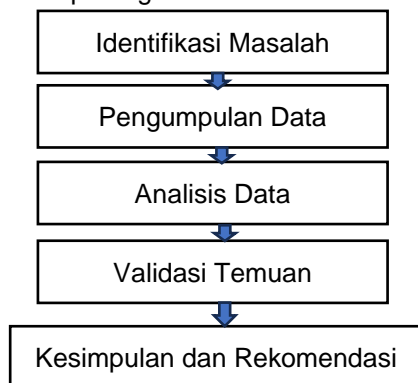 Identifikasi Masalah
Pengumpulan Data
Analisis Data
Validasi Temuan
Kesimpulan dan Rekomendasi